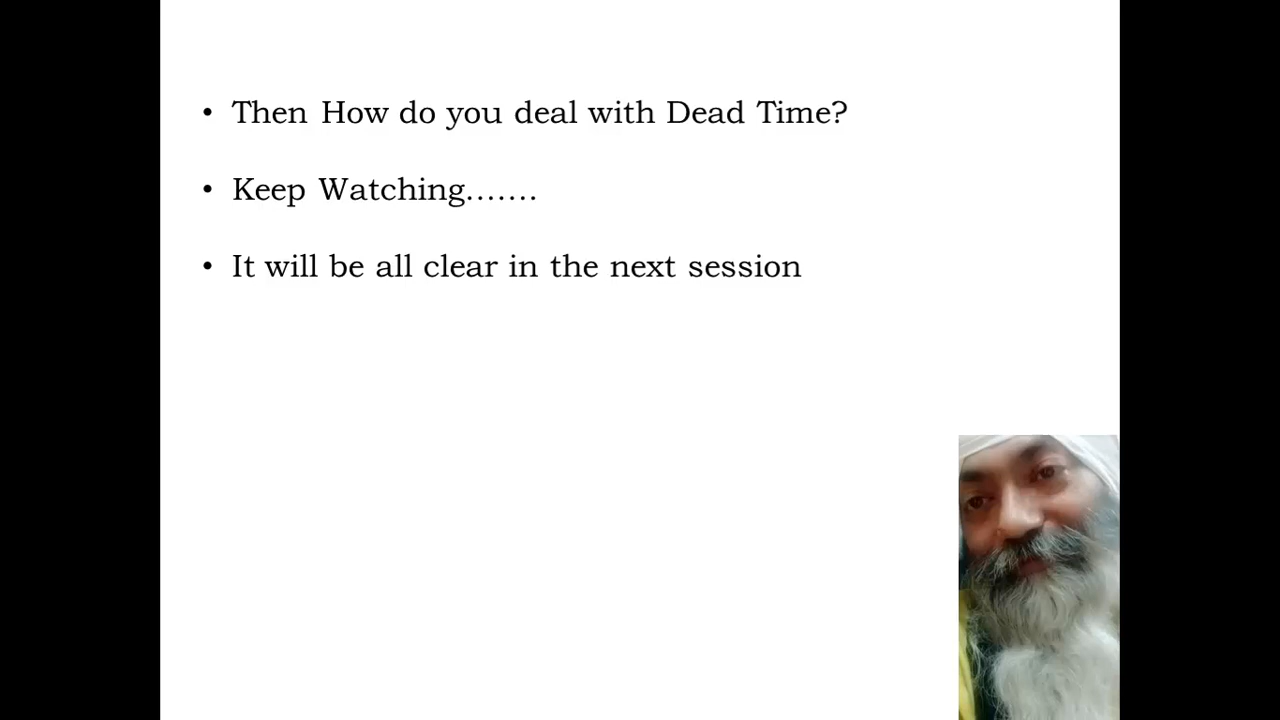 • Then How do you deal with Dead Time?
• Keep Watching.......
• It will be all clear in the next session